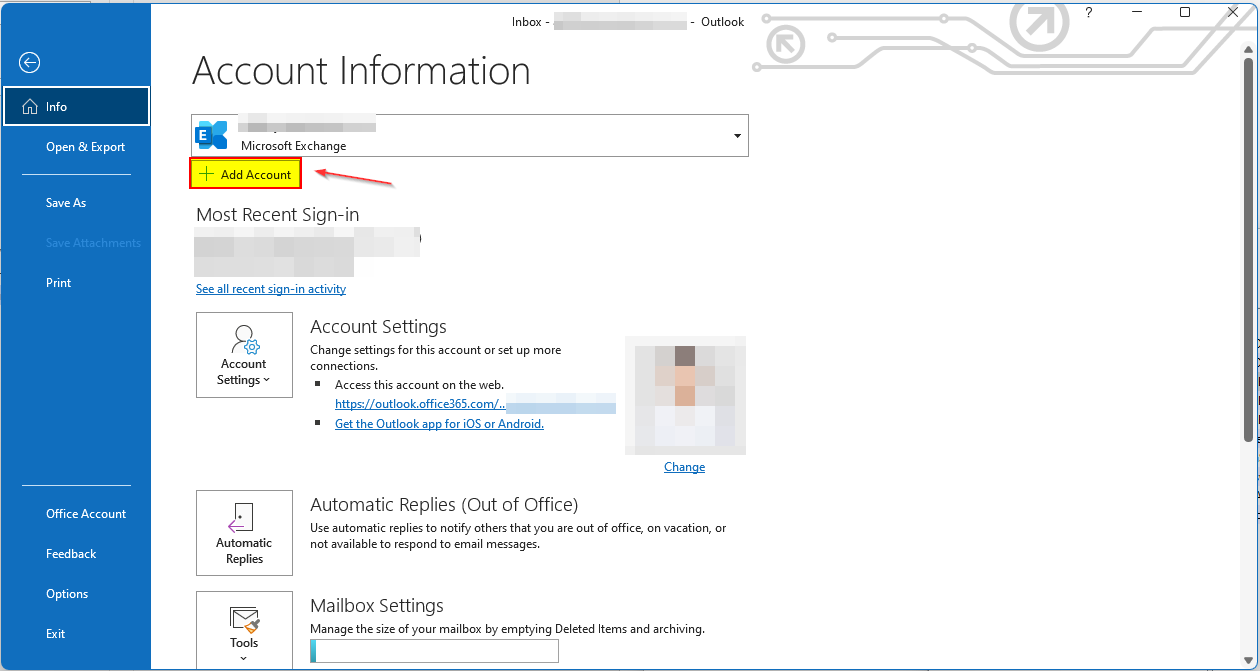 Inbox - - Outlook
?
Account Information
Info
Open & Export
Save As
Save Attachments
Print
Office Account
Feedback
Options
Exit
E
Microsoft Exchange
Add Account
Most Recent Sign-in
See all recent sign-in activity
Account
Settings
Account Settings
Change settings for this account or set up more
connections.
Access this account on the web.
https://outlook.office365.com/..
Get the Outlook app for iOS or Android.
Change
Automatic
Replies
Automatic Replies (Out of Office)
Use automatic replies to notify others that you are out of office, on vacation, or
not available to respond to email messages.
Tools
Mailbox Settings
Manage the size of your mailbox by emptying Deleted Items and archiving.